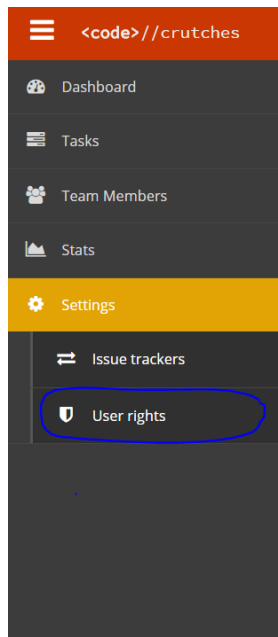 <code>//crutches
Dashboard
Tasks
Team Members
Stats
Settings
Issue trackers
User rights